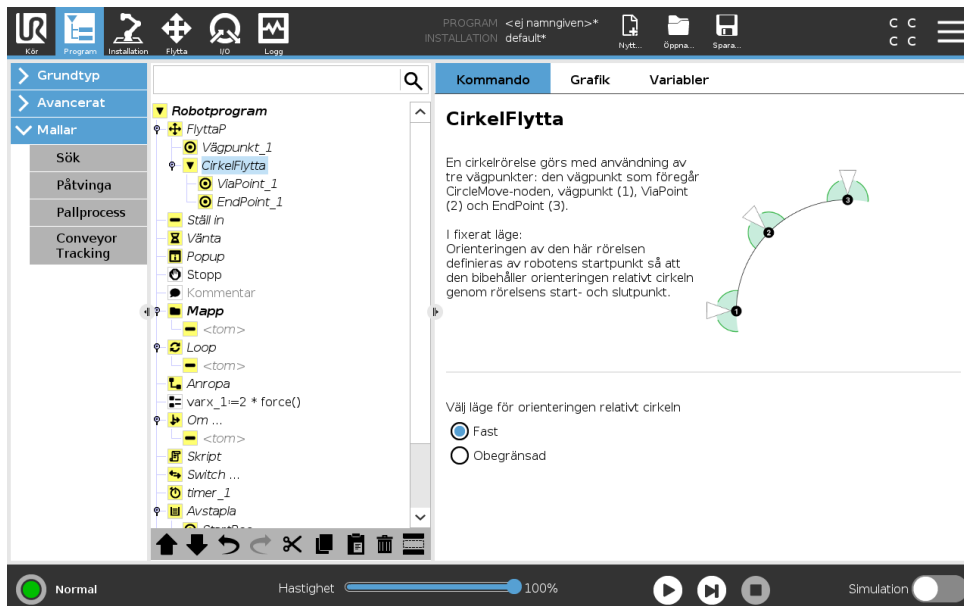 PROGRAM <ej namngiven>*
INSTALLATION default*
C C
C C
Kör
Program
Installation
Flytta
I/O
Logg
Nytt...
Öppna...
Spara...
Grundtyp
Avancerat
Mallar
Sök
Påtvinga
Pallprocess
Conveyor
Tracking
Robotprogram
FlyttaP
Vägpunkt_1
CirkelFlytta
ViaPoint_1
EndPoint_1
Ställ in
Vänta
Popup
Stopp
Kommentar
Mapp
<tom>
Loop
<tom>
Anropa
varx_1≔2 * force()
Om ...
<tom>
Skript
Switch ...
timer_1
Avstapla
Kommando
Grafik
Variabler
CirkelFlytta
En cirkelrörelse görs med användning av
tre vägpunkter: den vägpunkt som föregår
CircleMove-noden, vägpunkt (1), ViaPoint
(2) och EndPoint (3).
I fixerat läge:
Orienteringen av den här rörelsen
definieras av robotens startpunkt så att
den bibehåller orienteringen relativt cirkeln
genom rörelsens start- och slutpunkt.
3
2
1
Välj läge för orienteringen relativt cirkeln
Fast
Obegränsad
Normal
Hastighet
100%
Simulation